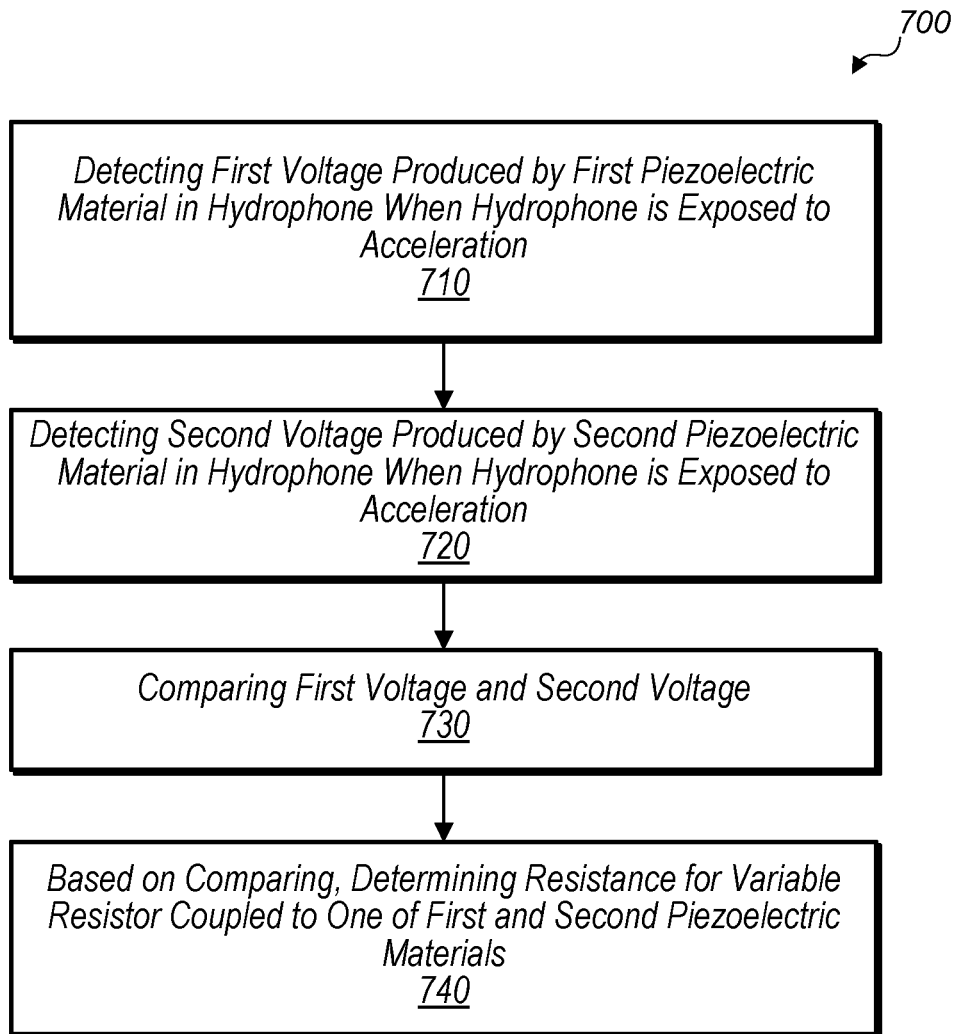 700
Detecting First Voltage Produced by First Piezoelectric
Material in Hydrophone When Hydrophone is Exposed to
Acceleration
710
Detecting Second Voltage Produced by Second Piezoelectric
Material in Hydrophone When Hydrophone is Exposed to
Acceleration
720
Comparing First Voltage and Second Voltage
730
Based on Comparing, Determining Resistance for Variable
Resistor Coupled to One of First and Second Piezoelectric
Materials
740